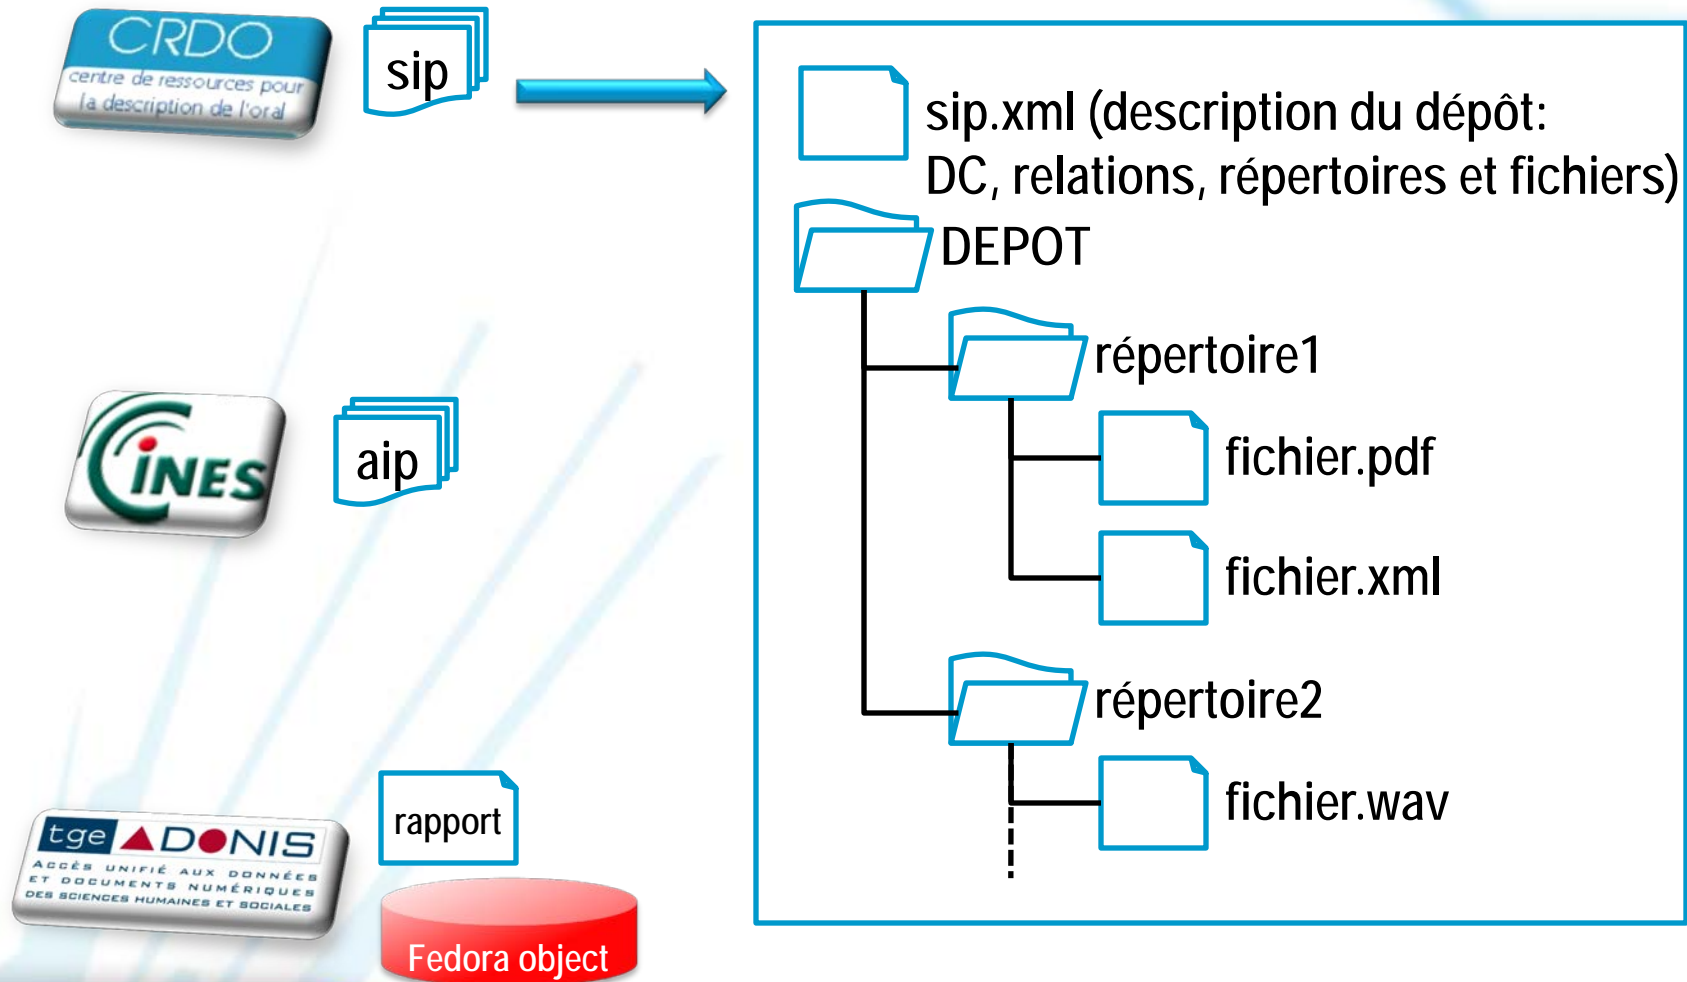 CRDO
centre de ressources pour
la description de l'oral
sip
sip.xml (description du dépôt:
DC, relations, répertoires et fichiers)
DEPOT
répertoire1
fichier.pdf
fichier.xml
répertoire2
fichier.wav
CINES
aip
tge ADONIS
ACCÈS UNIFIÉ AUX DONNÉES
ET DOCUMENTS NUMÉRIQUES
DES SCIENCES HUMAINES ET SOCIALES
rapport
Fedora object